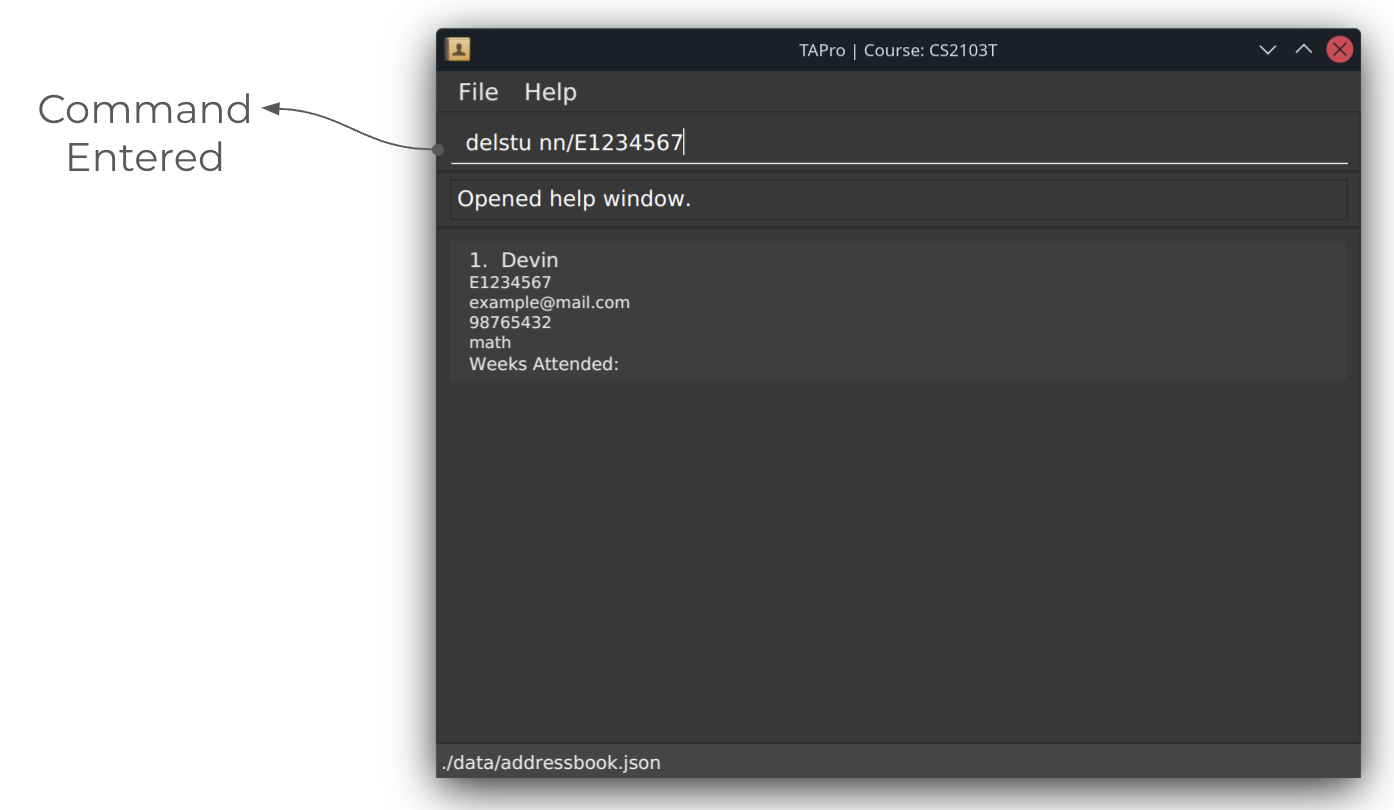 Command
Entered
TAPro | Course: CS2103T
File Help
delstu nn/E1234567
Opened help window.
1. Devin
E1234567
example@mail.com
98765432
math
Weeks Attended:
./data/addressbook.json